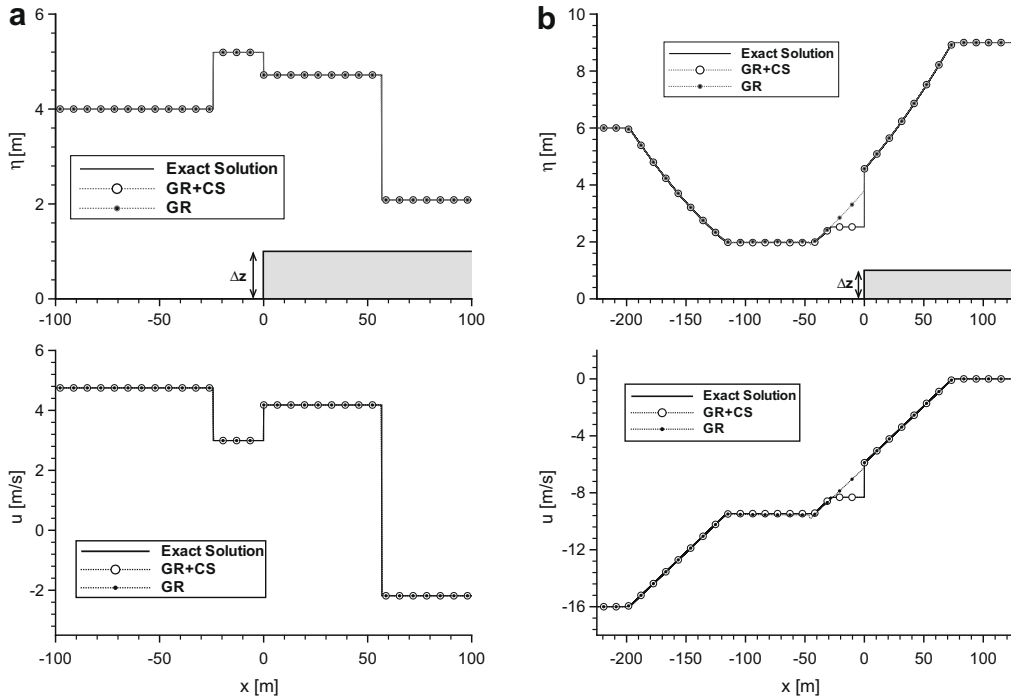 a
6
4
2
0
η [m]
Exact Solution
GR+CS
GR
Δz
-100 -50 0 50 100
6
4
2
0
-2
u [m/s]
Exact Solution
GR+CS
GR
-100 -50 0 50 100
x [m]
b
10
8
6
4
2
0
η [m]
Exact Solution
GR+CS
GR
Δz
-200 -150 -100 -50 0 50 100
0
-4
-8
-12
-16
u [m/s]
Exact Solution
GR+CS
GR
-200 -150 -100 -50 0 50 100
x [m]